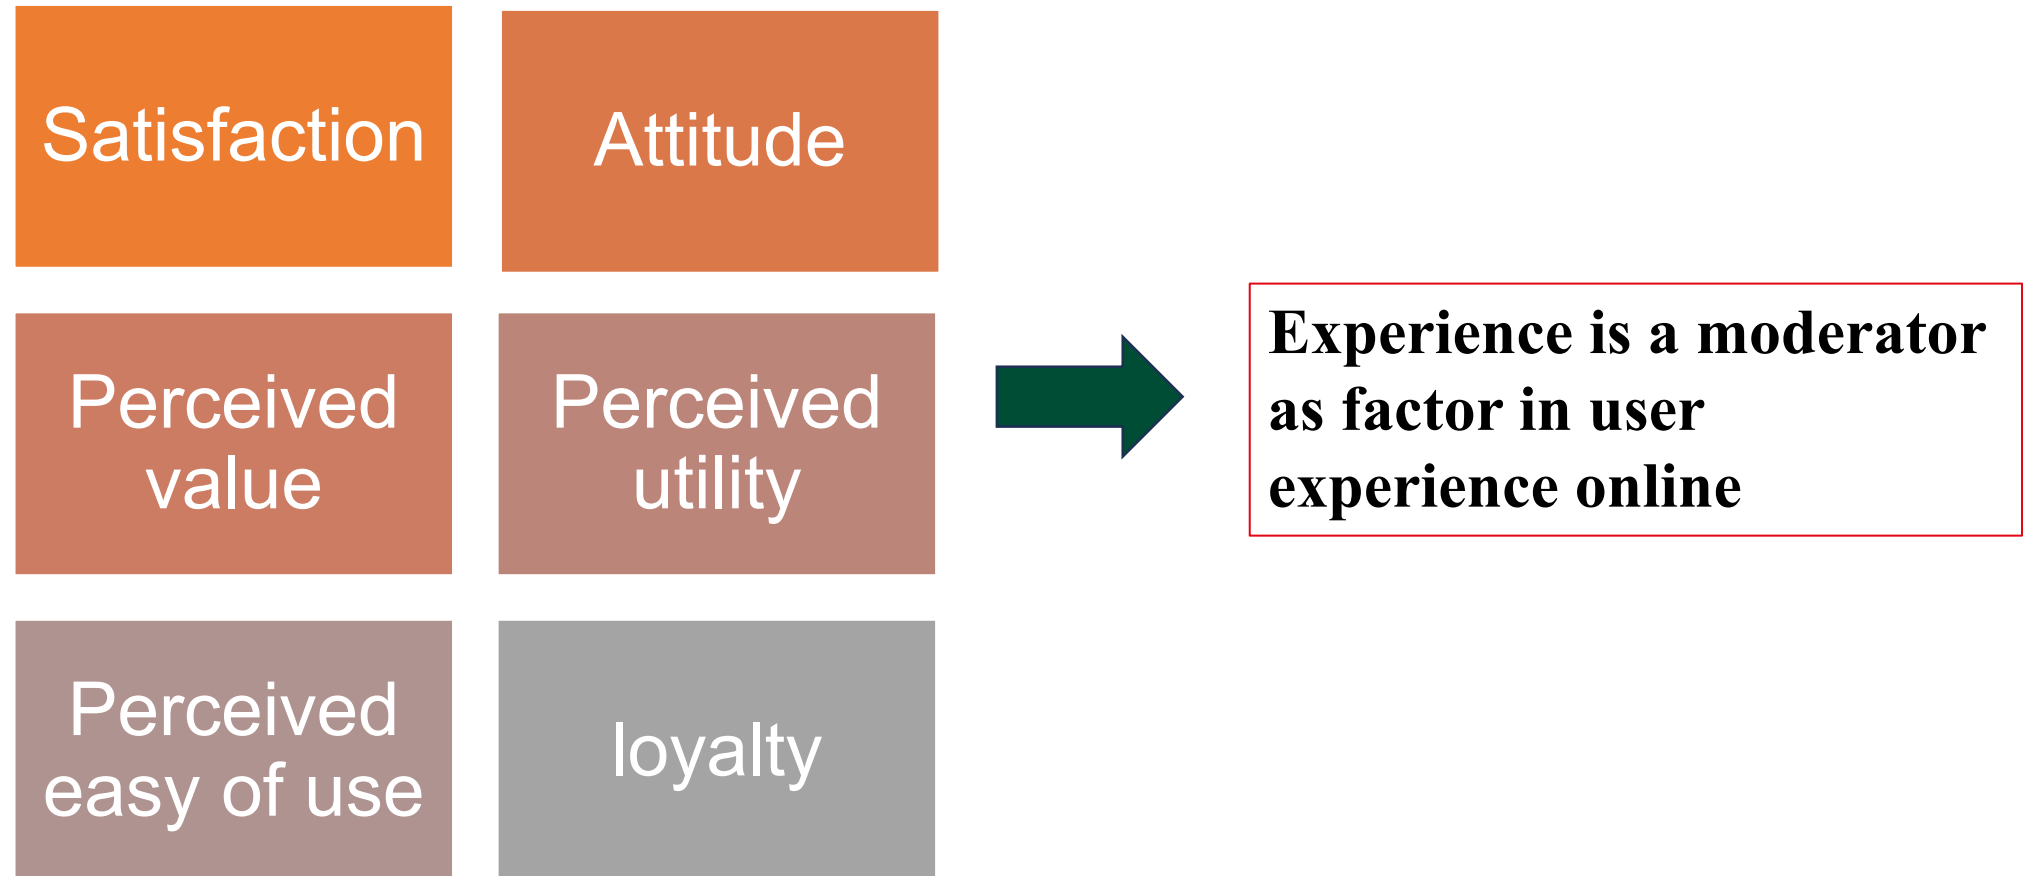 Satisfaction
Attitude
Perceived
value
Perceived
utility
Perceived
easy of use
loyalty
Experience is a moderator
as factor in user
experience online